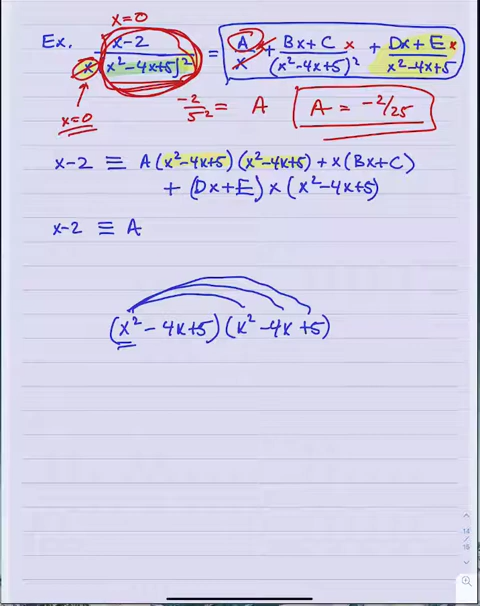 x=0
Ex. x-2 / x(x²-4x+5)² = A/x + Bx+C x / (x²-4x+5)² + Dx+E x / x²-4x+5
x=0 -2/5² = A A = -2/25
x-2 ≡ A(x²-4x+5)(x²-4x+5) + x(Bx+C)
+ (Dx+E)x(x²-4x+5)
x-2 ≡ A
(x²-4x+5)(x²-4x+5)
14
/
16